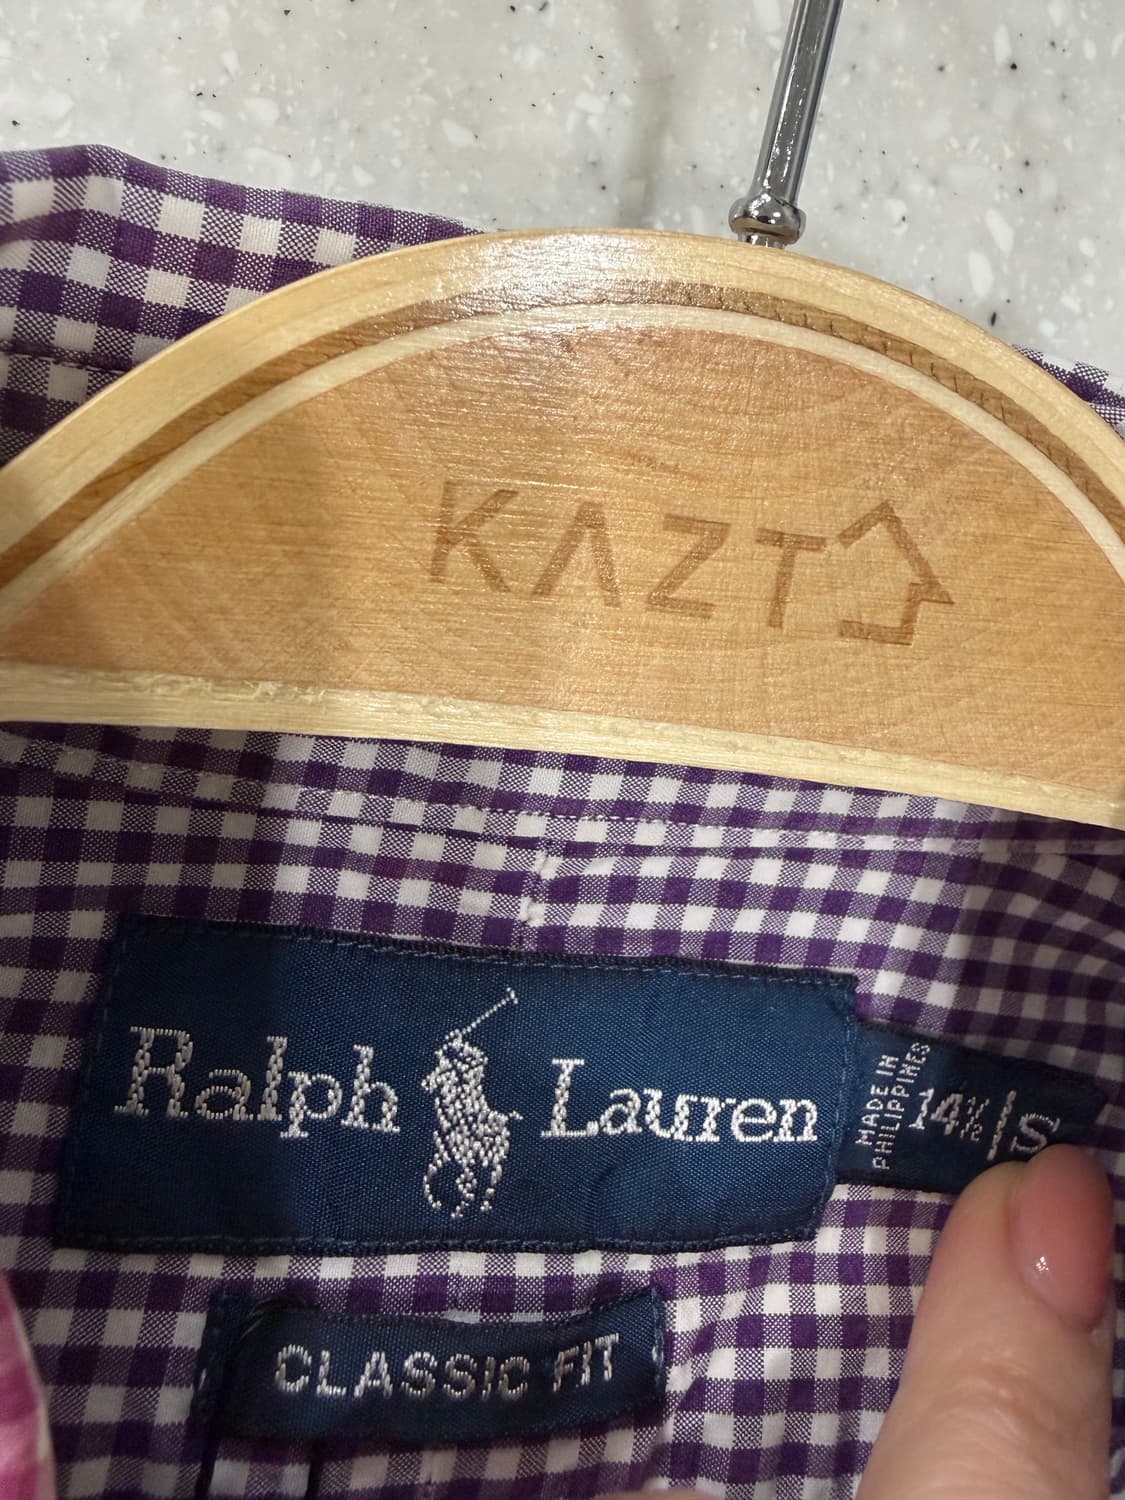 KAZT
Ralph Lauren
MADE IN
PHILIPPINES
14½/S
CLASSIC FIT